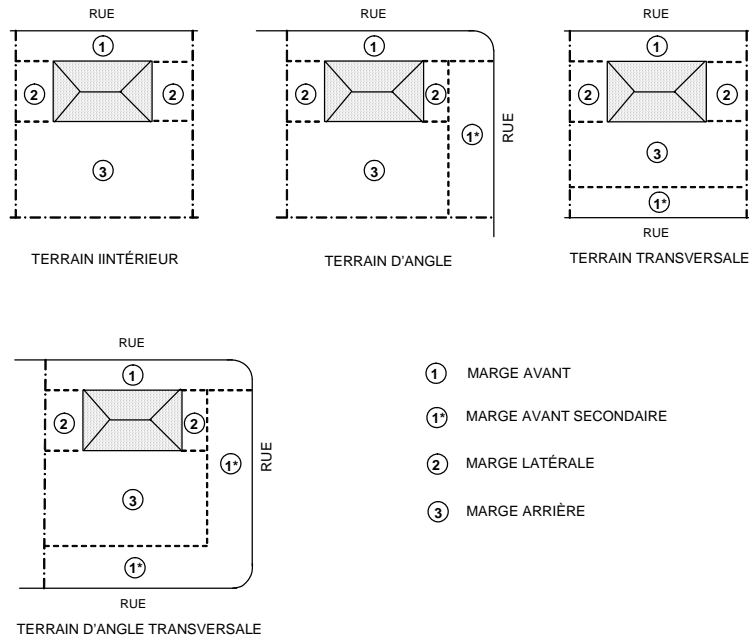 RUE
1
2
2
3
TERRAIN IINTÉRIEUR
RUE
1
2
2
1*
RUE
3
TERRAIN D'ANGLE
RUE
1
2
2
3
1*
RUE
TERRAIN TRANSVERSALE
RUE
1
2
2
1*
RUE
3
1*
RUE
TERRAIN D'ANGLE TRANSVERSALE
1 MARGE AVANT
1* MARGE AVANT SECONDAIRE
2 MARGE LATÉRALE
3 MARGE ARRIÈRE